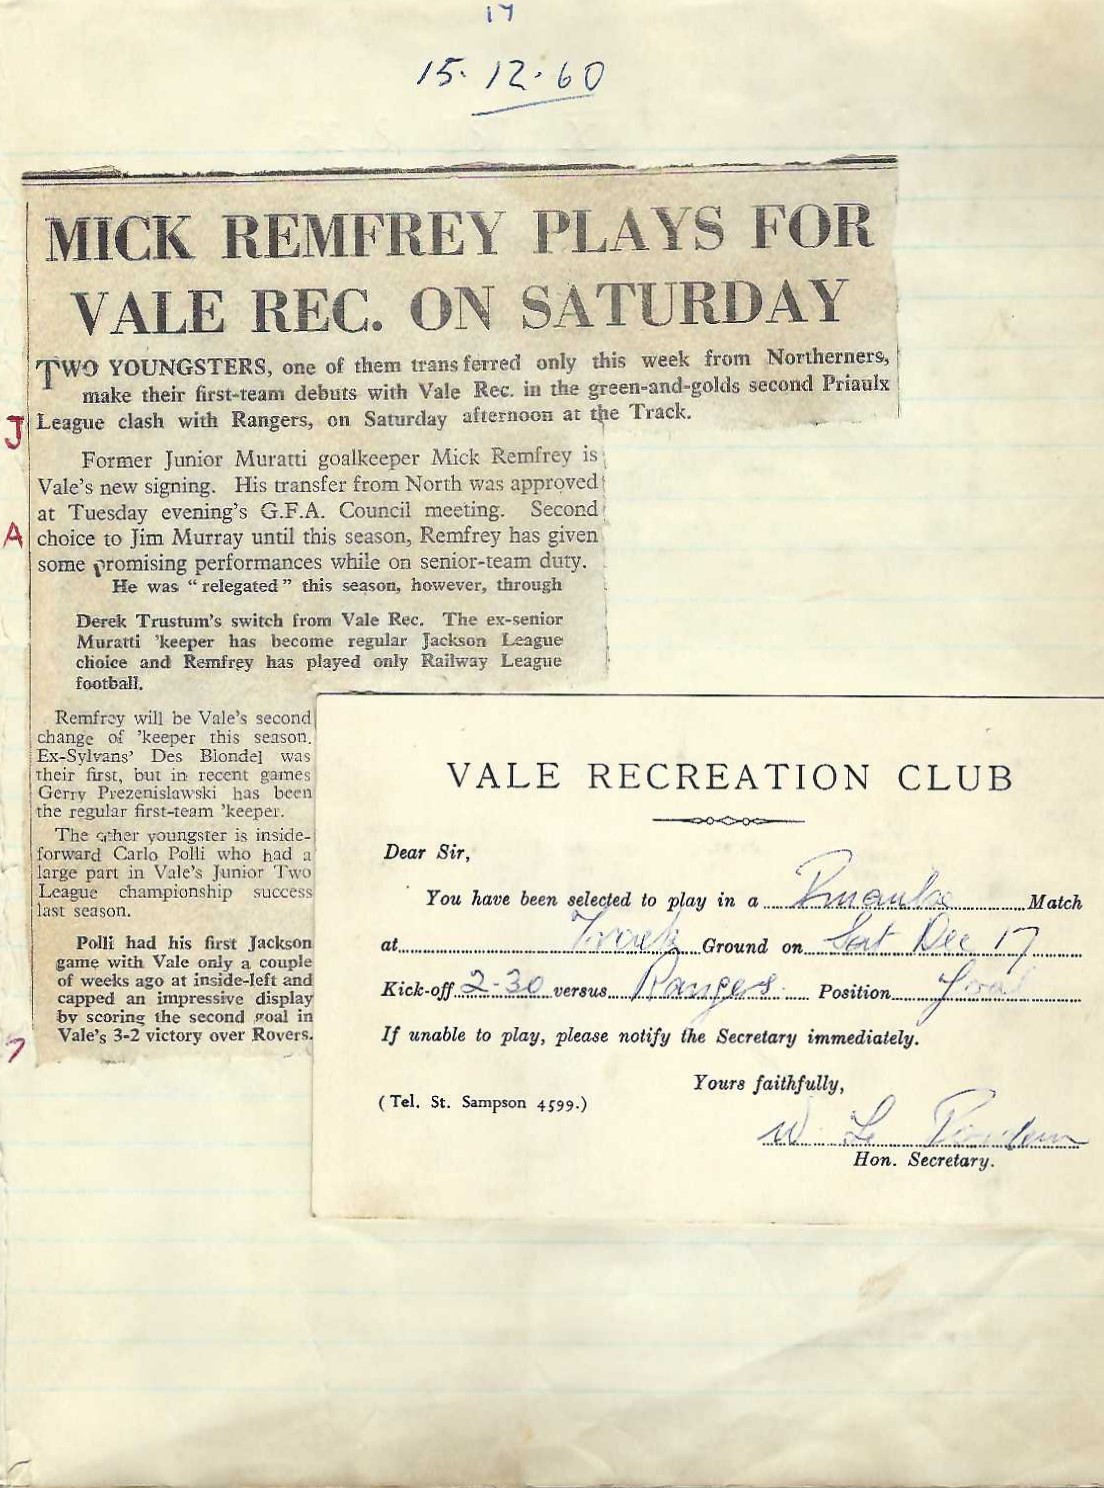 17
15.12.60
MICK REMFREY PLAYS FOR
VALE REC. ON SATURDAY
TWO YOUNGSTERS, one of them transferred only this week from Northerners,
make their first-team debuts with Vale Rec. in the green-and-golds second Priaulx
League clash with Rangers, on Saturday afternoon at the Track.
J
Former Junior Muratti goalkeeper Mick Remfrey is
Vale's new signing. His transfer from North was approved
at Tuesday evening's G.F.A. Council meeting. Second
A
choice to Jim Murray until this season, Remfrey has given
some promising performances while on senior-team duty.
He was "relegated" this season, however, through
Derek Trustum's switch from Vale Rec. The ex-senior
Muratti 'keeper has become regular Jackson League
choice and Remfrey has played only Railway League
football.
Remfrey will be Vale's second
change of 'keeper this season.
Ex-Sylvans' Des Blondel was
their first, but in recent games
Gerry Prezenislawski has been
the regular first-team 'keeper.
The other youngster is inside-
forward Carlo Polli who had a
large part in Vale's Junior Two
League championship success
last season.
Polli had his first Jackson
game with Vale only a couple
of weeks ago at inside-left and
capped an impressive display
by scoring the second goal in
Vale's 3-2 victory over Rovers.
VALE RECREATION CLUB
Dear Sir,
You have been selected to play in a Match
at Track Ground on Sat Dec 17
Kick-off 2-30 versus Rangers Position Goal
If unable to play, please notify the Secretary immediately.
Yours faithfully,
(Tel. St. Sampson 4599.)
W. Le
Hon. Secretary.